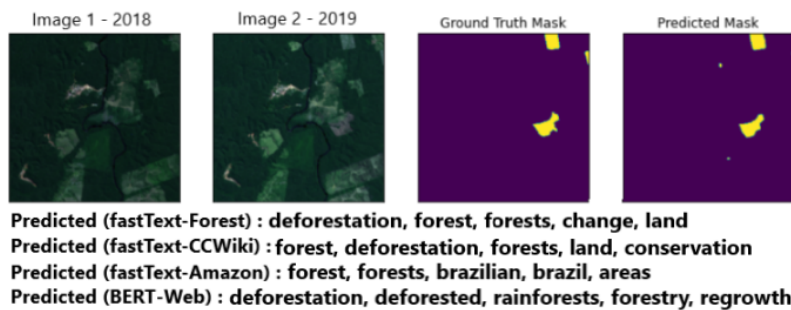 Image 1 - 2018
Image 2 - 2019
Ground Truth Mask
Predicted Mask
Predicted (fastText-Forest) : deforestation, forest, forests, change, land
Predicted (fastText-CCWiki) : forest, deforestation, forests, land, conservation
Predicted (fastText-Amazon) : forest, forests, brazilian, brazil, areas
Predicted (BERT-Web) : deforestation, deforested, rainforests, forestry, regrowth